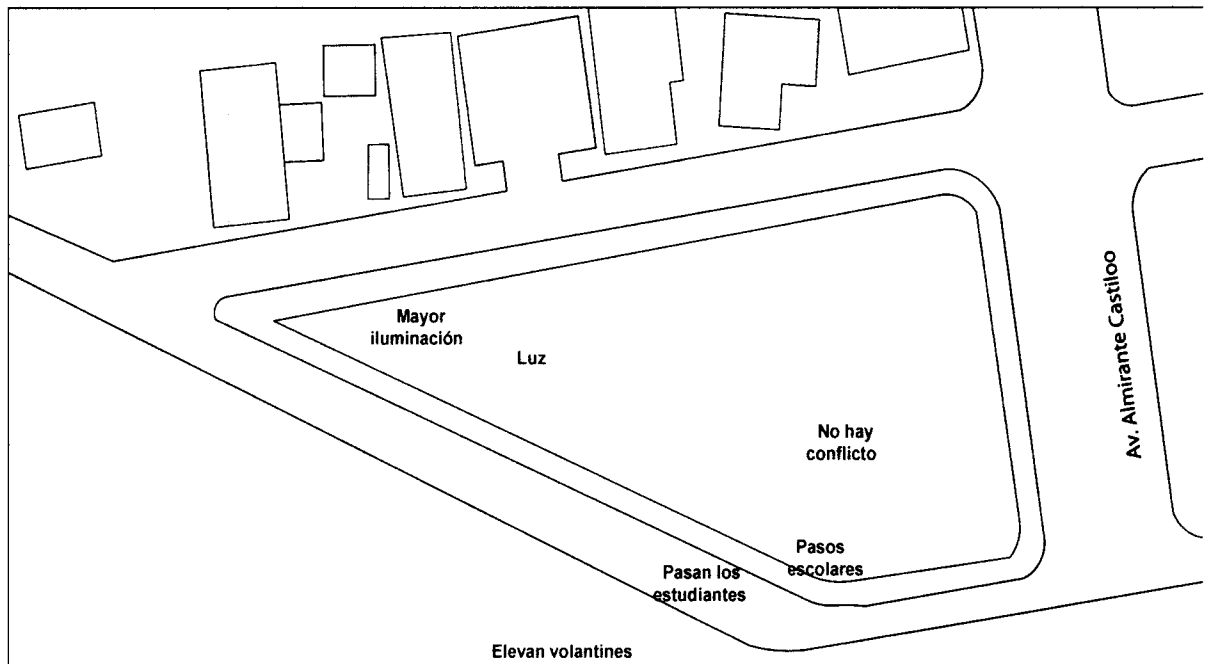 Mayor
iluminación
Luz
Av. Almirante Castiloo
No hay
conflicto
Pasos
escolares
Pasan los
estudiantes
Elevan volantines